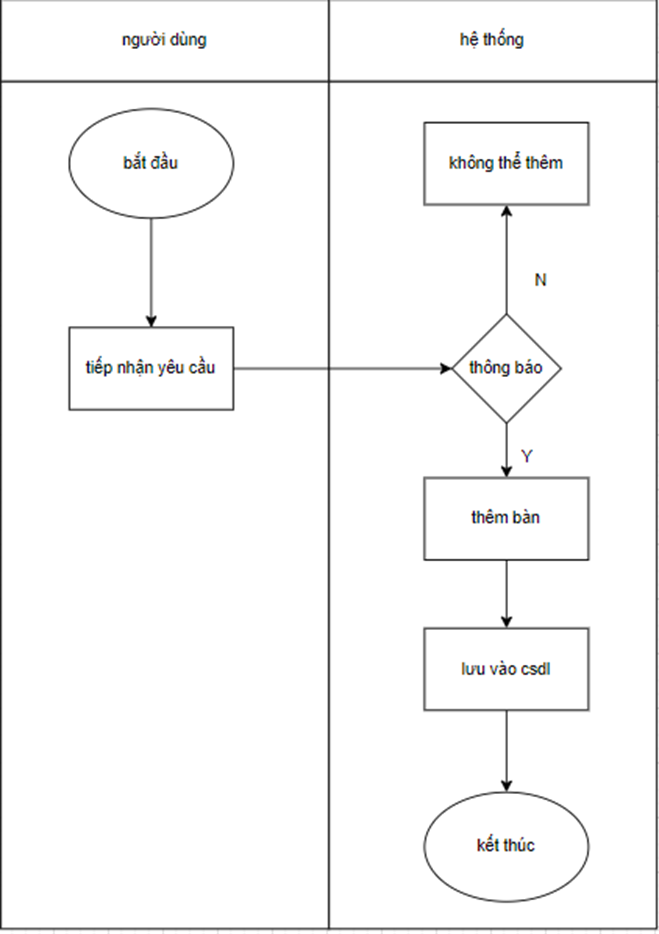 người dùng
hệ thống
bắt đầu
không thể thêm
N
tiếp nhận yêu cầu
thông báo
Y
thêm bàn
lưu vào csdl
kết thúc